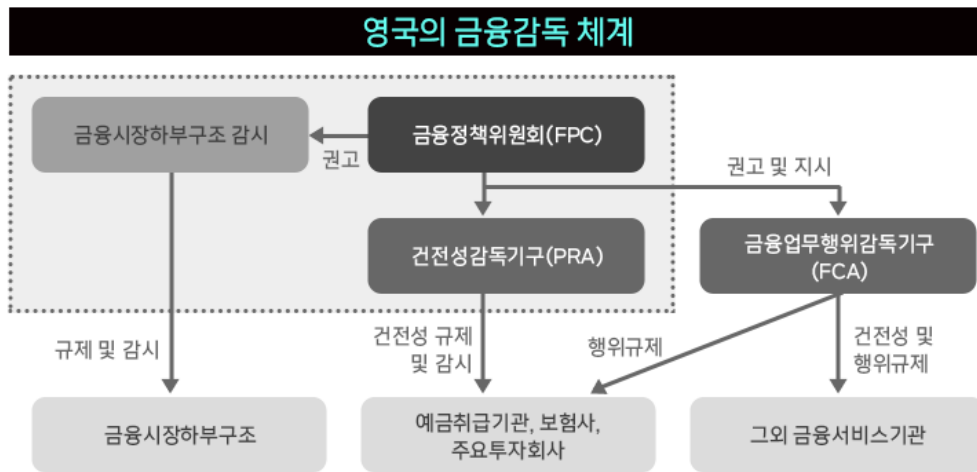 영국의 금융감독 체계
금융시장하부구조 감시
권고
금융정책위원회(FPC)
권고 및 지시
건전성감독기구(PRA)
금융업무행위감독기구
(FCA)
규제 및 감시
건전성 규제
및 감시
행위규제
건전성 및
행위규제
금융시장하부구조
예금취급기관, 보험사,
주요투자회사
그외 금융서비스기관